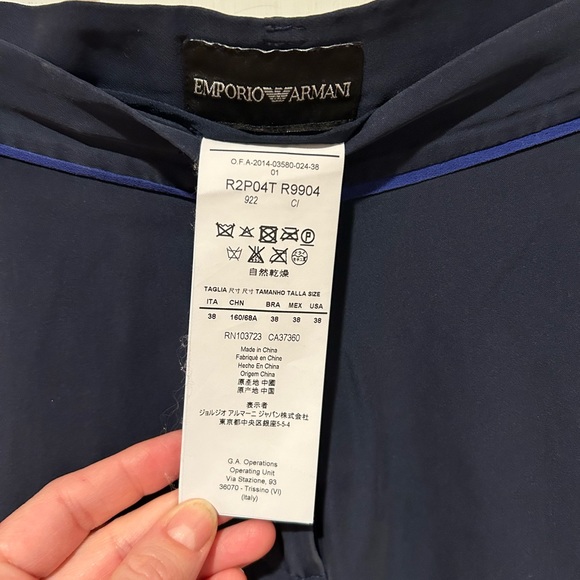 EMPORIO ARMANI
O.F.A-2014-03580-024-38
01
R2P04T R9904
922 CI
P
自然乾燥
TAGLIA 尺寸 尺寸 TAMANHO TALLA SIZE
ITA CHN BRA MEX USA
38 160/68A 38 38 38
RN103723 CA37360
Made in China
Fabriqué en Chine
Hecho En China
Origem China
原產地 中國
原产地 中国
表示者
ジョルジオ アルマーニ ジャパン株式会社
東京都中央区銀座5-5-4
G.A. Operations
Operating Unit
Via Stazione, 93
36070 - Trissino (VI)
(Italy)